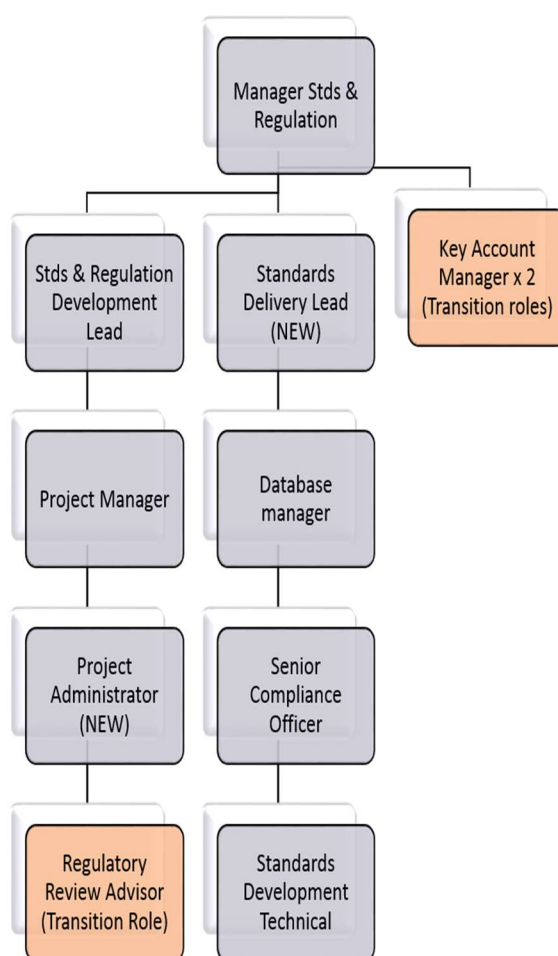 Manager Stds &
Regulation
Stds & Regulation
Development
Lead
Standards
Delivery Lead
(NEW)
Key Account
Manager x 2
(Transition roles)
Project Manager
Database
manager
Project
Administrator
(NEW)
Senior
Compliance
Officer
Regulatory
Review Advisor
(Transition Role)
Standards
Development
Technical